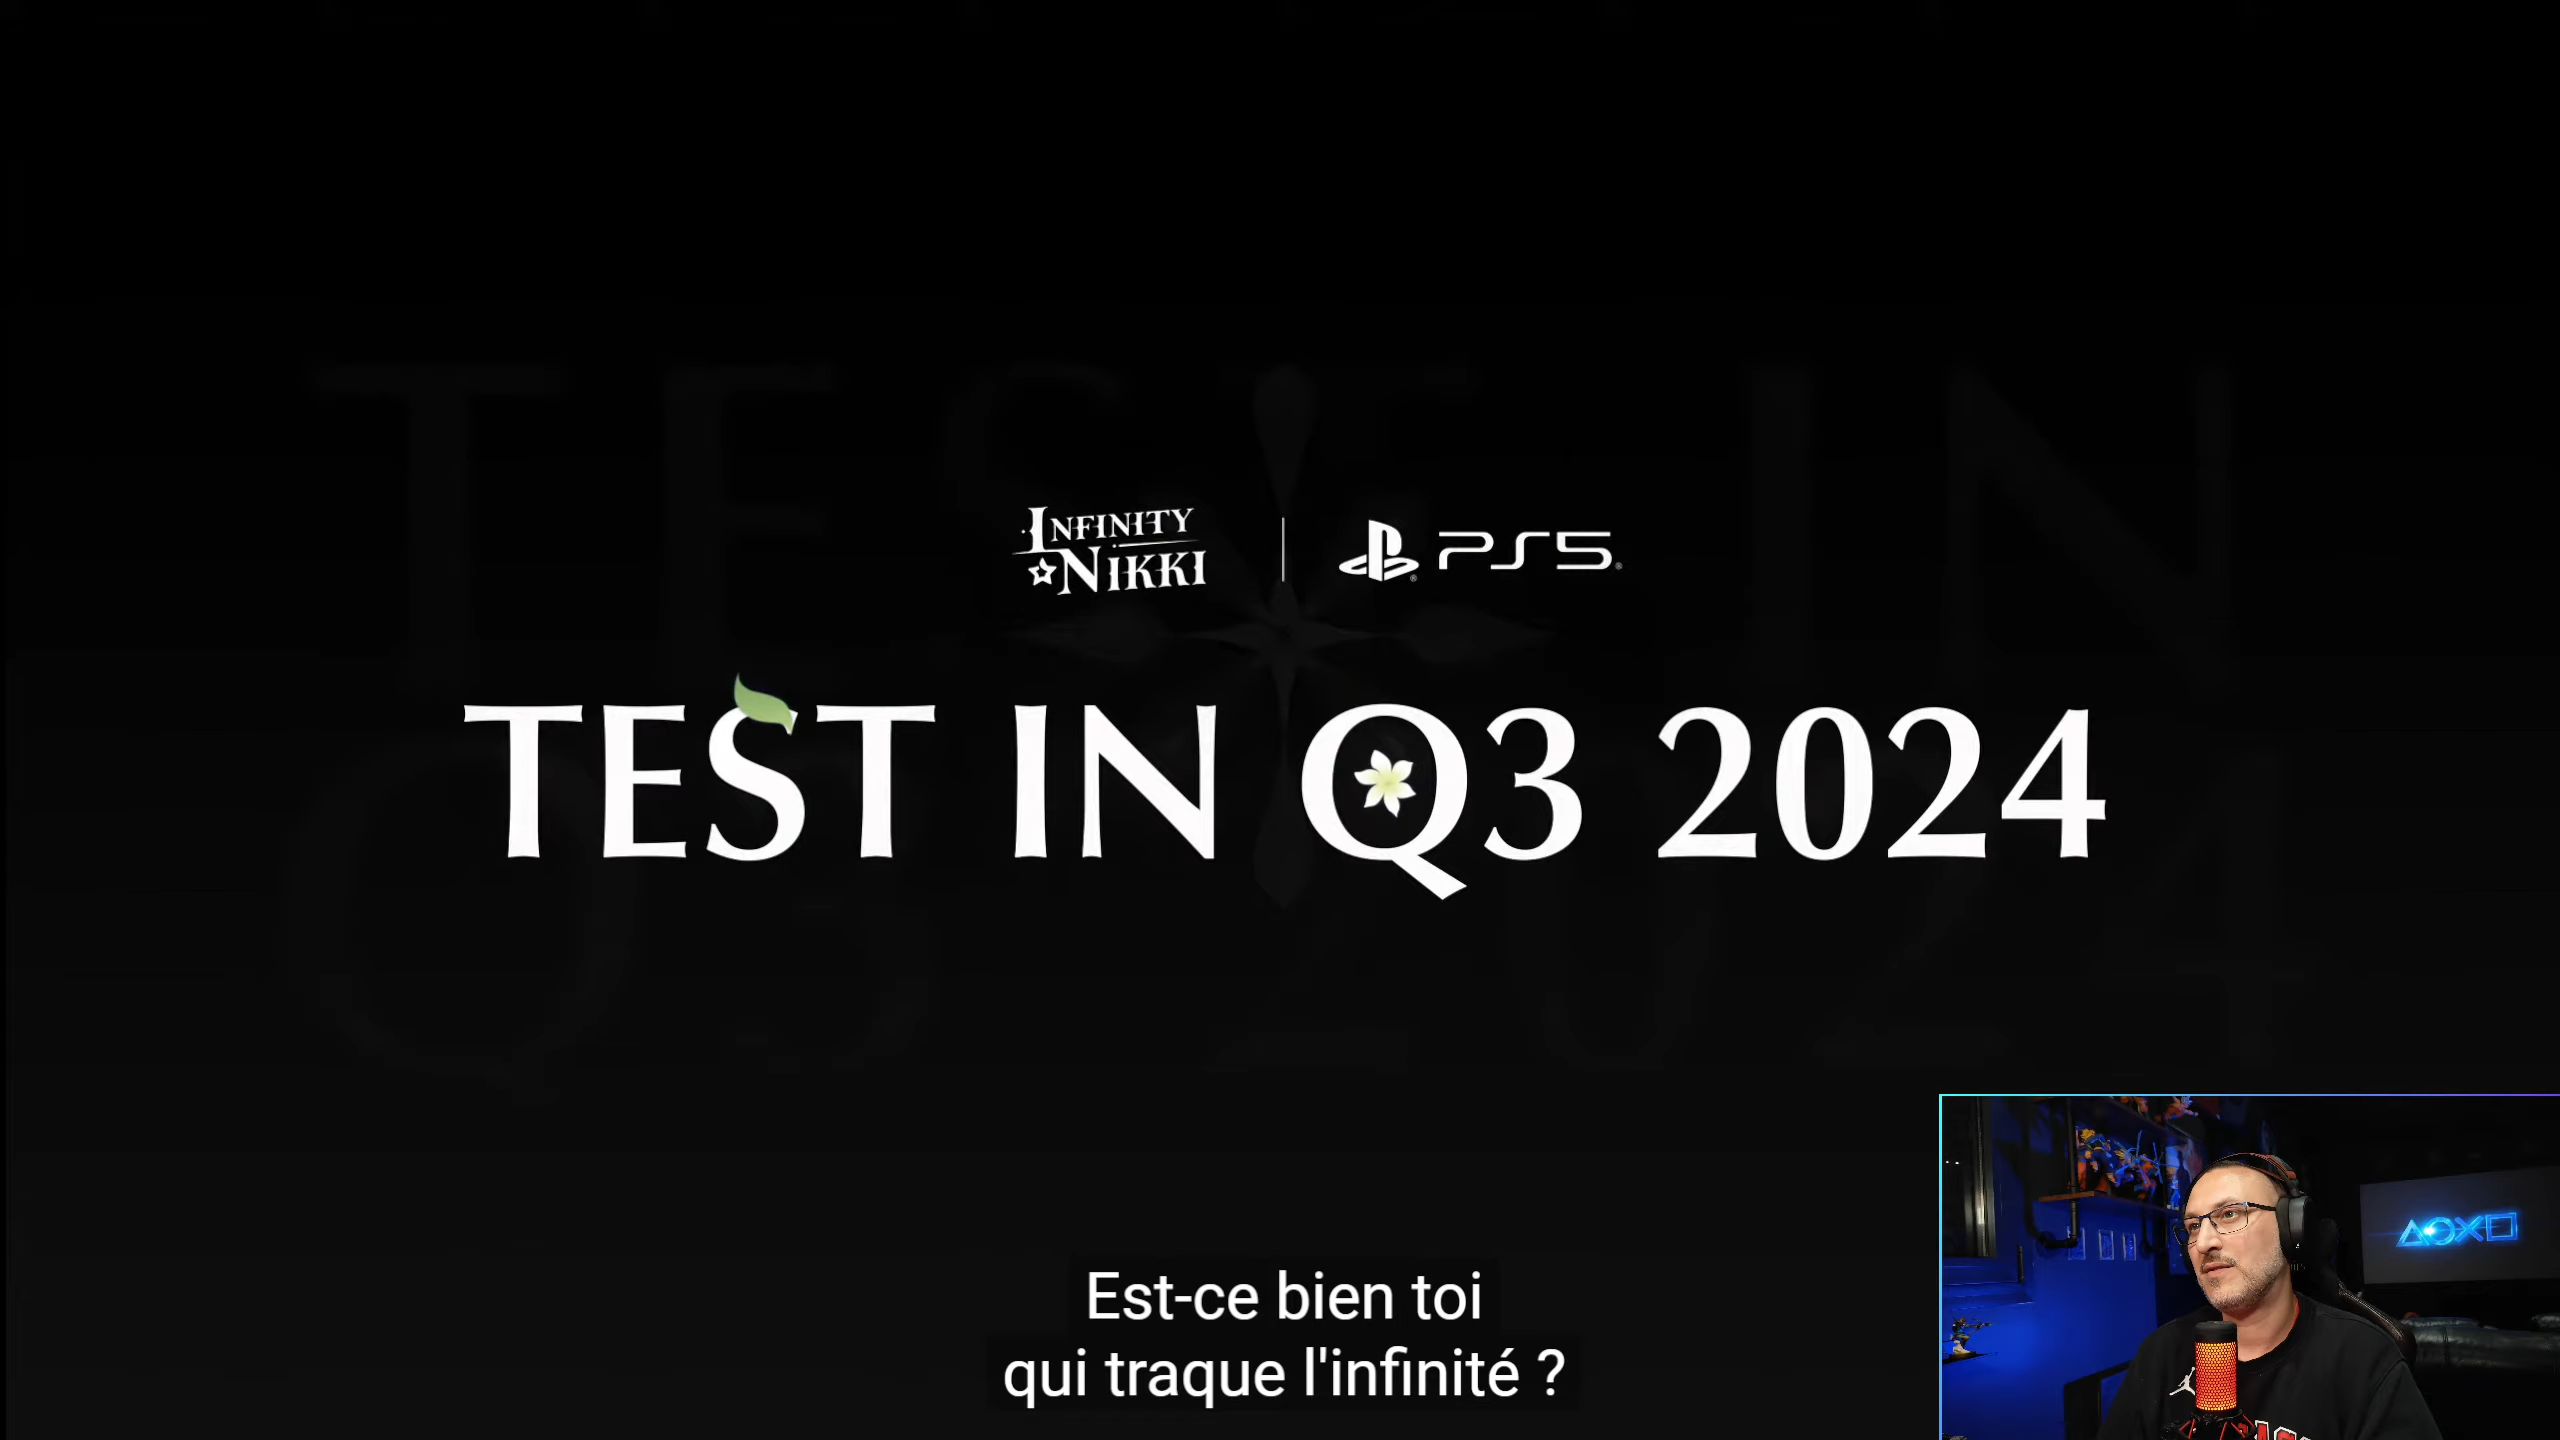 INFINITY
NIKKI
PS5
TEST IN Q3 2024
Est-ce bien toi
qui traque l'infinité ?